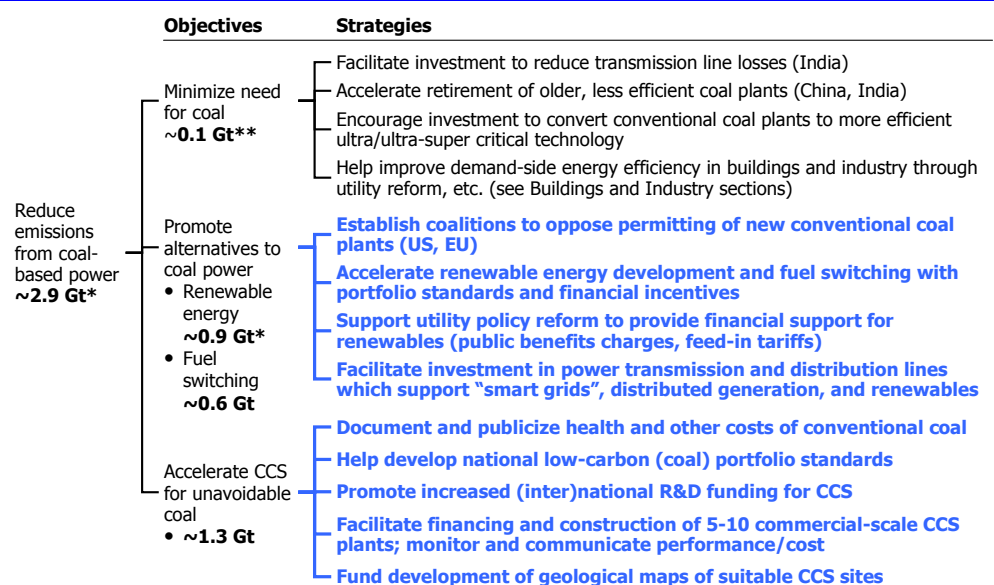 Objectives
Strategies
Reduce
emissions
from coal-
based power
~2.9 Gt*
Minimize need
for coal
~0.1 Gt**
Facilitate investment to reduce transmission line losses (India)
Accelerate retirement of older, less efficient coal plants (China, India)
Encourage investment to convert conventional coal plants to more efficient
ultra/ultra-super critical technology
Help improve demand-side energy efficiency in buildings and industry through
utility reform, etc. (see Buildings and Industry sections)
Promote
alternatives to
coal power
• Renewable
energy
~0.9 Gt*
• Fuel
switching
~0.6 Gt
Establish coalitions to oppose permitting of new conventional coal
plants (US, EU)
Accelerate renewable energy development and fuel switching with
portfolio standards and financial incentives
Support utility policy reform to provide financial support for
renewables (public benefits charges, feed-in tariffs)
Facilitate investment in power transmission and distribution lines
which support “smart grids”, distributed generation, and renewables
Accelerate CCS
for unavoidable
coal
• ~1.3 Gt
Document and publicize health and other costs of conventional coal
Help develop national low-carbon (coal) portfolio standards
Promote increased (inter)national R&D funding for CCS
Facilitate financing and construction of 5-10 commercial-scale CCS
plants; monitor and communicate performance/cost
Fund development of geological maps of suitable CCS sites